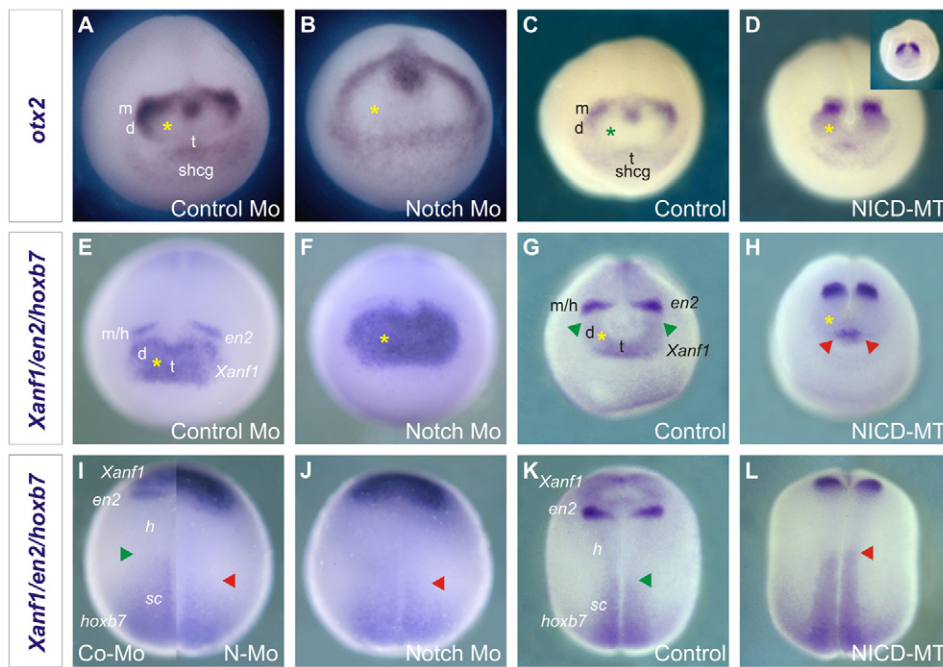 otx2
A
m
d
*
t
shcg
Control Mo
B
*
Notch Mo
C
m
d
*
t
shcg
Control
D
*
NICD-MT
Xanf1/en2/hoxb7
E
m/h
en2
d
*
t
Xanf1
Control Mo
F
*
Notch Mo
G
m/h
en2
d
*
t
Xanf1
Control
H
*
NICD-MT
Xanf1/en2/hoxb7
I
Xanf1
en2
h
sc
hoxb7
Co-Mo
N-Mo
J
Notch Mo
K
Xanf1
en2
h
sc
hoxb7
Control
L
NICD-MT